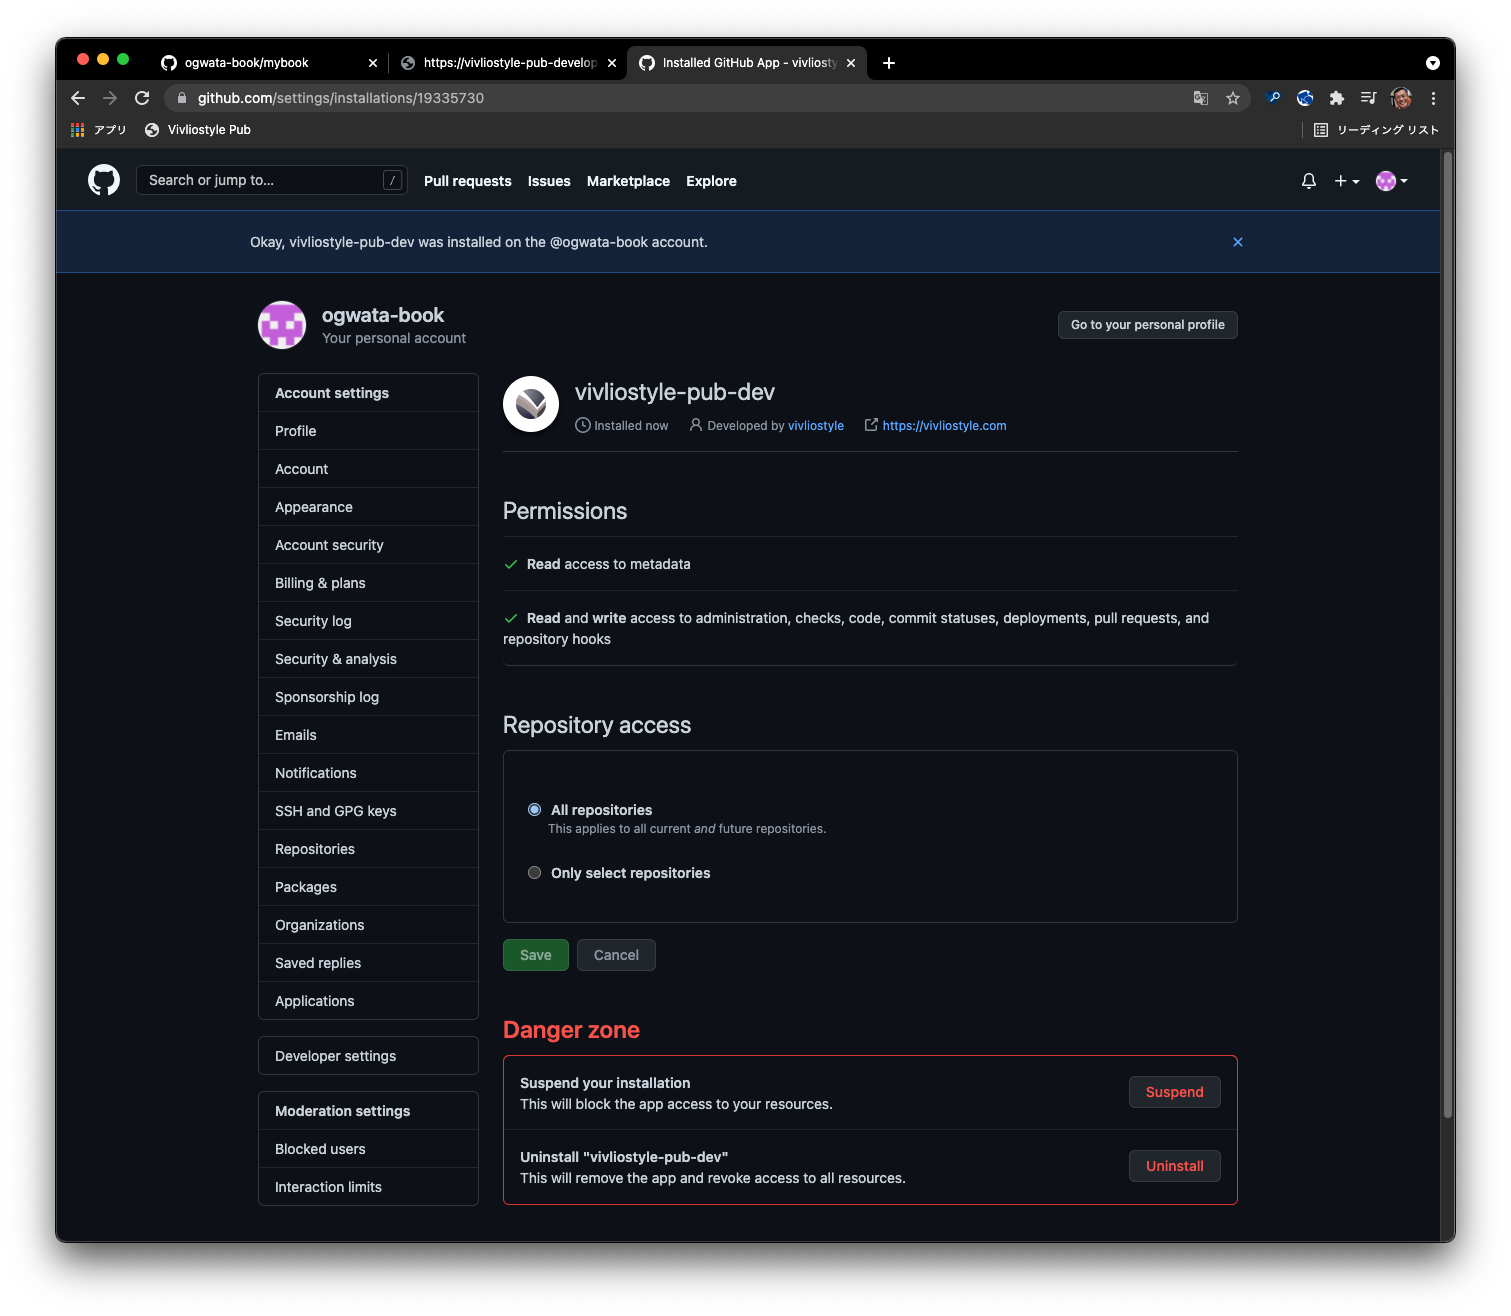 ogwata-book/mybook
https://vivliostyle-pub-develop
Installed GitHub App - vivliosty
github.com/settings/installations/19335730
アプリ
Vivliostyle Pub
リーディング リスト
Search or jump to...
/
Pull requests
Issues
Marketplace
Explore
Okay, vivliostyle-pub-dev was installed on the @ogwata-book account.
ogwata-book
Your personal account
Go to your personal profile
Account settings
Profile
Account
Appearance
Account security
Billing & plans
Security log
Security & analysis
Sponsorship log
Emails
Notifications
SSH and GPG keys
Repositories
Packages
Organizations
Saved replies
Applications
Developer settings
Moderation settings
Blocked users
Interaction limits
vivliostyle-pub-dev
Installed now
Developed by vivliostyle
https://vivliostyle.com
Permissions
Read access to metadata
Read and write access to administration, checks, code, commit statuses, deployments, pull requests, and
repository hooks
Repository access
All repositories
This applies to all current and future repositories.
Only select repositories
Save
Cancel
Danger zone
Suspend your installation
This will block the app access to your resources.
Suspend
Uninstall "vivliostyle-pub-dev"
This will remove the app and revoke access to all resources.
Uninstall